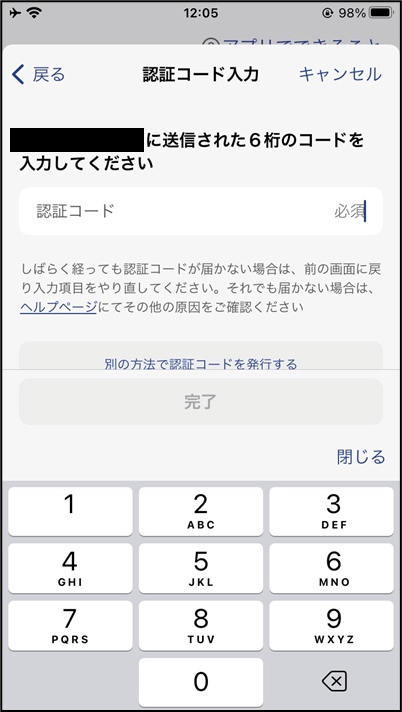 12:05
98%
アプリでできること
戻る
認証コード入力
キャンセル
に送信された6桁のコードを
入力してください
認証コード
必須
しばらく経っても認証コードが届かない場合は、前の画面に戻
り入力項目をやり直してください。それでも届かない場合は、
ヘルプページにてその他の原因をご確認ください
別の方法で認証コードを発行する
完了
閉じる
1
2
ABC
3
DEF
4
GHI
5
JKL
6
MNO
7
PQRS
8
TUV
9
WXYZ
0